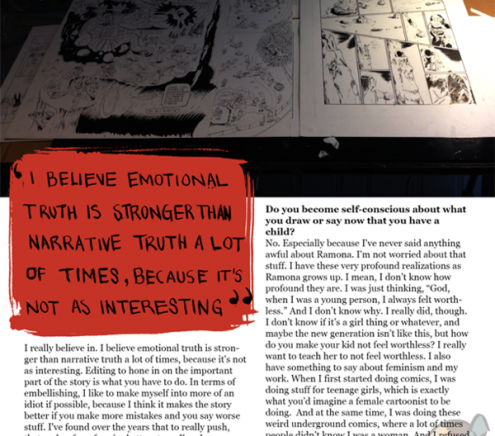 “I BELIEVE EMOTIONAL
TRUTH IS STRONGER THAN
NARRATIVE TRUTH A LOT
OF TIMES, BECAUSE IT'S
NOT AS INTERESTING”
I really believe in. I believe emotional truth is stron-
ger than narrative truth a lot of times, because it's not
as interesting. Editing to hone in on the important
part of the story is what you have to do. In terms of
embellishing, I like to make myself into more of an
idiot if possible, because I think it makes the story
better if you make more mistakes and you say worse
stuff. I've found over the years that to really push,
Do you become self-conscious about what
you draw or say now that you have a
child?
No. Especially because I've never said anything
awful about Ramona. I'm not worried about that
stuff. I have these very profound realizations as
Ramona grows up. I mean, I don't know how
profound they are. I was just thinking, “God,
when I was a young person, I always felt worth-
less.” And I don't know why. I really did, though.
I don't know if it's a girl thing or whatever, and
maybe the new generation isn't like this, but how
do you make your kid not feel worthless? I really
want to teach her to not feel worthless. I also
have something to say about feminism and my
work. When I first started doing comics, I was
doing stuff for teenage girls, which is exactly
what you'd imagine a female cartoonist to be
doing. And at the same time, I was doing these
weird underground comics, where a lot of times
people didn't know I was a woman. And I refused